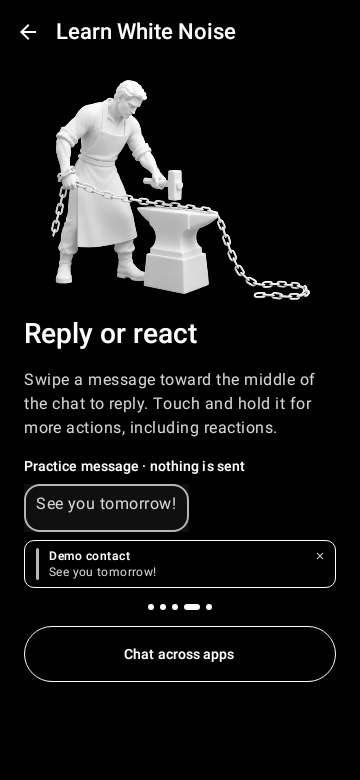 Learn White Noise
Reply or react
Swipe a message toward the middle of
the chat to reply. Touch and hold it for
more actions, including reactions.
Practice message · nothing is sent
See you tomorrow!
Demo contact
See you tomorrow!
Chat across apps